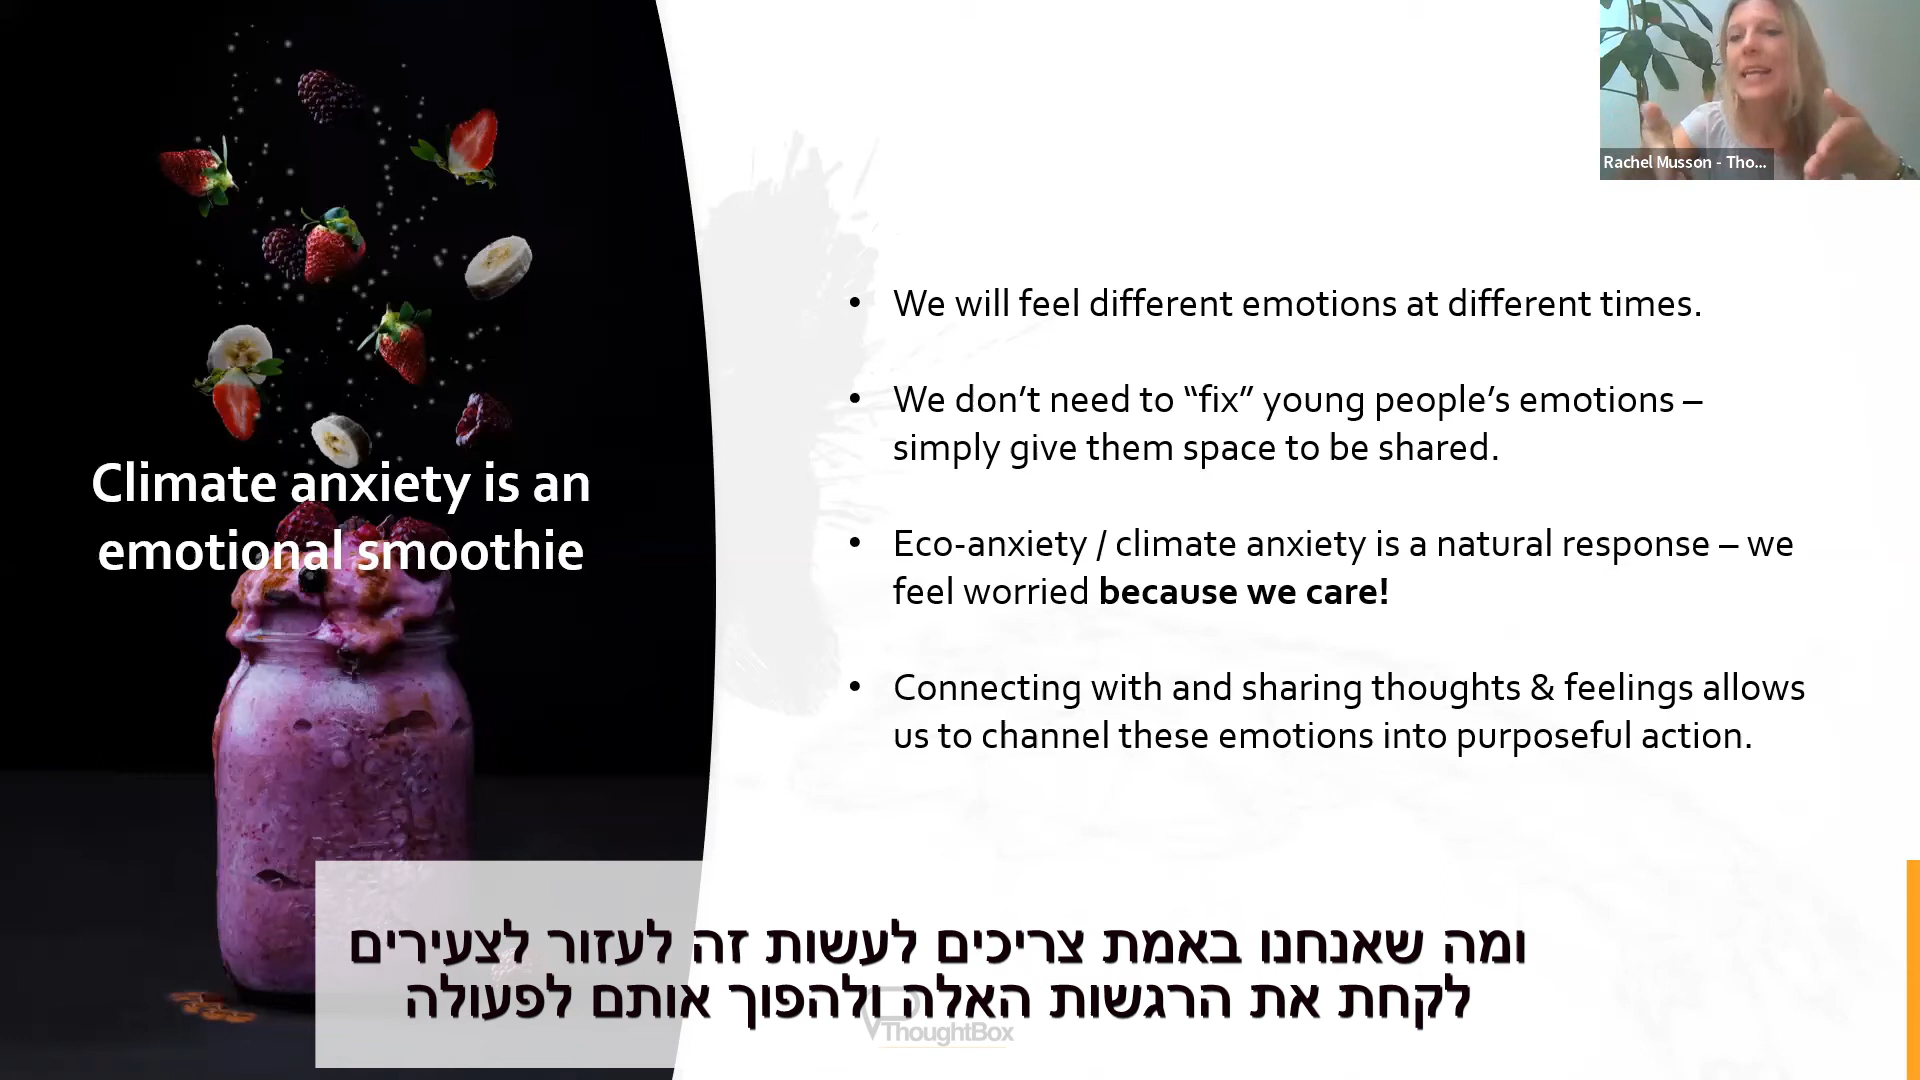 Rachel Musson - Tho...
Climate anxiety is an
emotional smoothie
• We will feel different emotions at different times.
• We don’t need to “fix” young people’s emotions –
simply give them space to be shared.
• Eco-anxiety / climate anxiety is a natural response – we
feel worried because we care!
• Connecting with and sharing thoughts & feelings allows
us to channel these emotions into purposeful action.
ומה שאנחנו באמת צריכים לעשות זה לעזור לצעירים
לקחת את הרגשות האלה ולהפוך אותם לפעולה
ThoughtBox